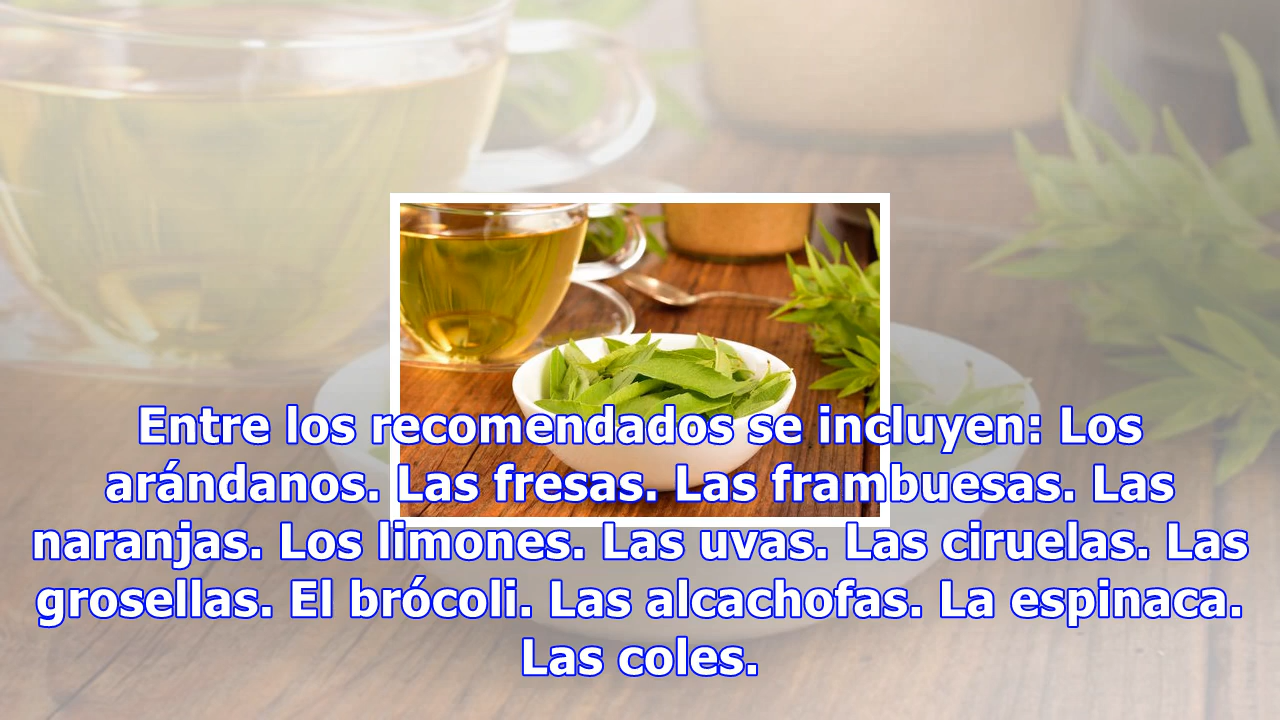 Entre los recomendados se incluyen: Los
arándanos. Las fresas. Las frambuesas. Las
naranjas. Los limones. Las uvas. Las ciruelas. Las
grosellas. El brócoli. Las alcachofas. La espinaca.
Las coles.